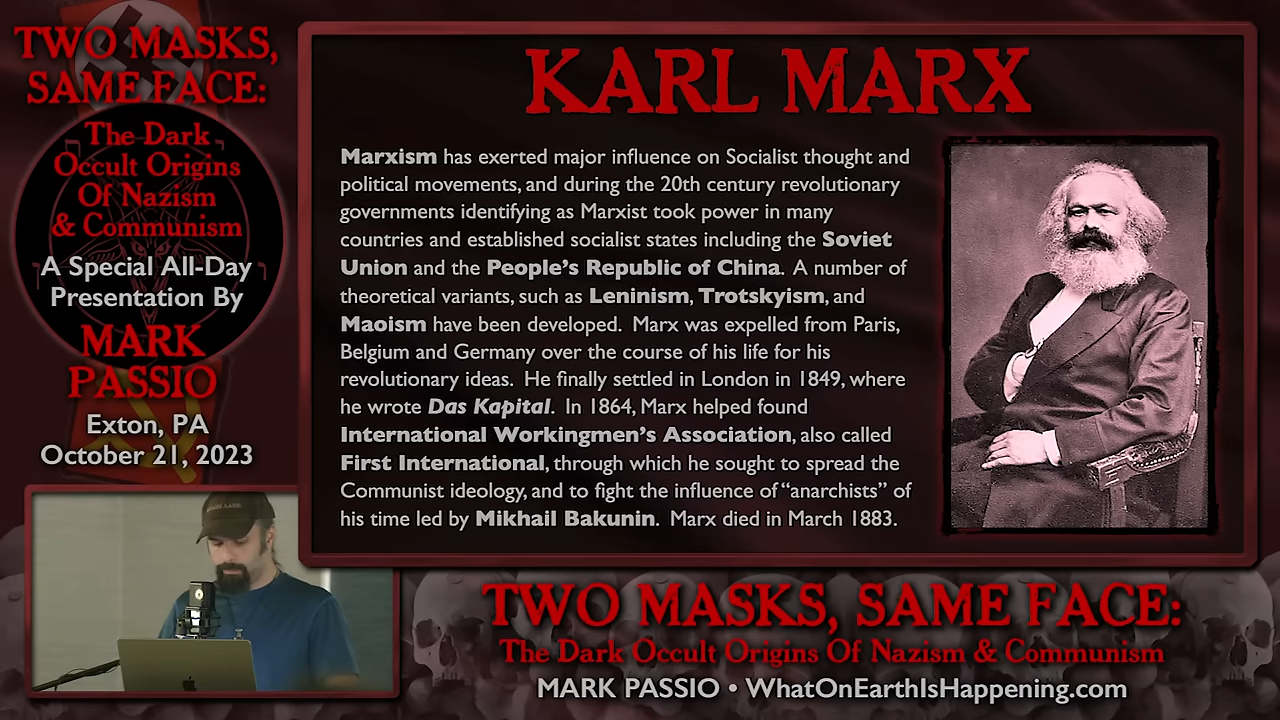 TWO MASKS,
SAME FACE:
The Dark
Occult Origins
Of Nazism
& Communism
A Special All-Day
Presentation By
MARK
PASSIO
Exton, PA
October 21, 2023
KARL MARX
Marxism has exerted major influence on Socialist thought and
political movements, and during the 20th century revolutionary
governments identifying as Marxist took power in many
countries and established socialist states including the Soviet
Union and the People's Republic of China. A number of
theoretical variants, such as Leninism, Trotskyism, and
Maoism have been developed. Marx was expelled from Paris,
Belgium and Germany over the course of his life for his
revolutionary ideas. He finally settled in London in 1849, where
he wrote Das Kapital. In 1864, Marx helped found
International Workingmen's Association, also called
First International, through which he sought to spread the
Communist ideology, and to fight the influence of “anarchists” of
his time led by Mikhail Bakunin. Marx died in March 1883.
TWO MASKS, SAME FACE:
The Dark Occult Origins Of Nazism & Communism
MARK PASSIO • WhatOnEarthIsHappening.com